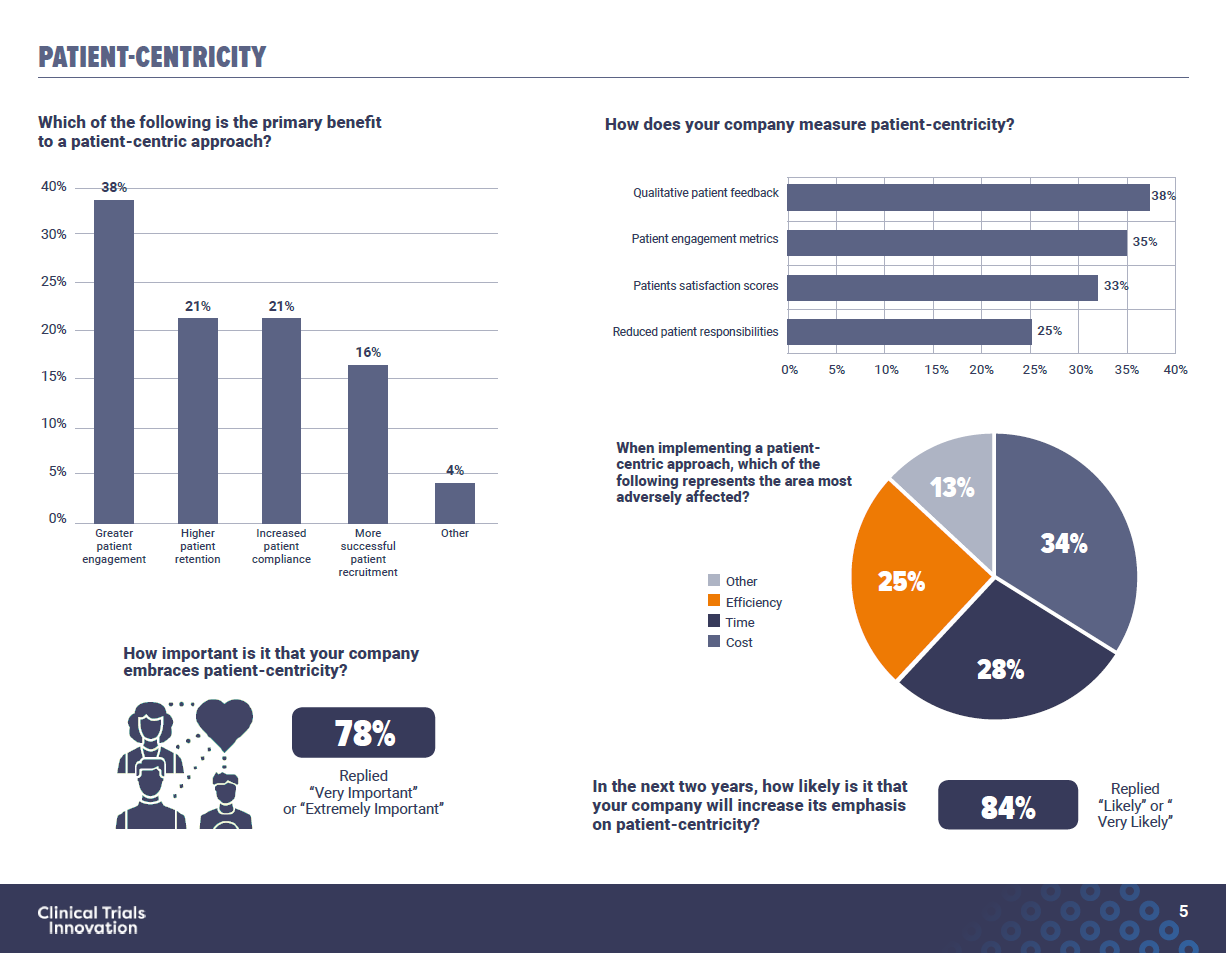 PATIENT-CENTRICITY
Which of the following is the primary benefit
to a patient-centric approach?
40%
30%
25%
20%
15%
10%
5%
0%
38%
21%
21%
16%
4%
Greater
patient
engagement
Higher
patient
retention
Increased
patient
compliance
More
successful
patient
recruitment
Other
How important is it that your company
embraces patient-centricity?
78%
Replied
“Very Important”
or “Extremely Important”
How does your company measure patient-centricity?
Qualitative patient feedback
38%
Patient engagement metrics
35%
Patients satisfaction scores
33%
Reduced patient responsibilities
25%
0% 5% 10% 15% 20% 25% 30% 35% 40%
When implementing a patient-
centric approach, which of the
following represents the area most
adversely affected?
Other
Efficiency
Time
Cost
13%
34%
25%
28%
In the next two years, how likely is it that
your company will increase its emphasis
on patient-centricity?
84%
Replied
“Likely” or “
Very Likely”
Clinical Trials
Innovation
5